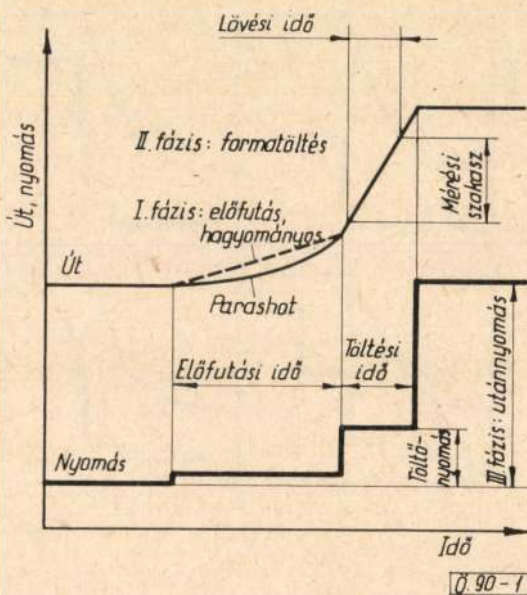 Lövési idő
Út, nyomás
II. fázis: formatöltés
Mérési
szakasz
I. fázis: előfutás,
hagyományos
Út
Parashot
Előfutási idő
Töltési
idő
Nyomás
Töltő-
nyomás
III. fázis: utánnyomás
Idő
Ö. 90-1